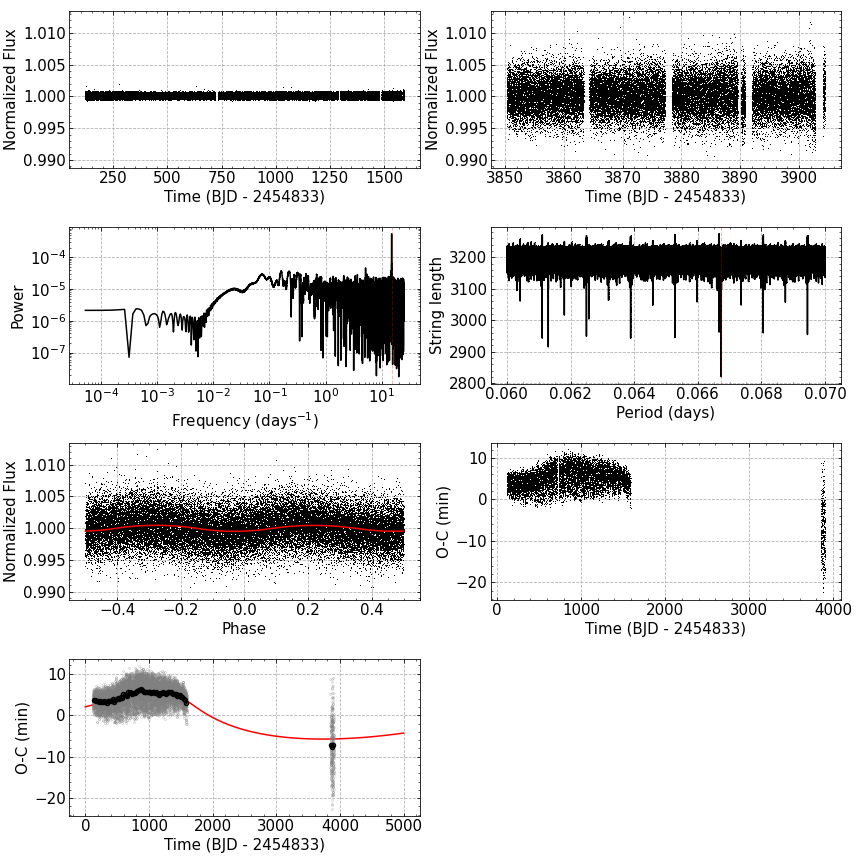 Normalized Flux
1.010
1.005
1.000
0.995
0.990
250 500 750 1000 1250 1500
Time (BJD - 2454833)
Normalized Flux
1.010
1.005
1.000
0.995
0.990
3850 3860 3870 3880 3890 3900
Time (BJD - 2454833)
Power
10⁻⁴
10⁻⁵
10⁻⁶
10⁻⁷
10⁻⁴ 10⁻³ 10⁻² 10⁻¹ 10⁰ 10¹
Frequency (days⁻¹)
String length
3200
3100
3000
2900
2800
0.060 0.062 0.064 0.066 0.068 0.070
Period (days)
Normalized Flux
1.010
1.005
1.000
0.995
0.990
−0.4 −0.2 0.0 0.2 0.4
Phase
O-C (min)
10
0
−10
−20
0 1000 2000 3000 4000
Time (BJD - 2454833)
O-C (min)
10
0
−10
−20
0 1000 2000 3000 4000 5000
Time (BJD - 2454833)